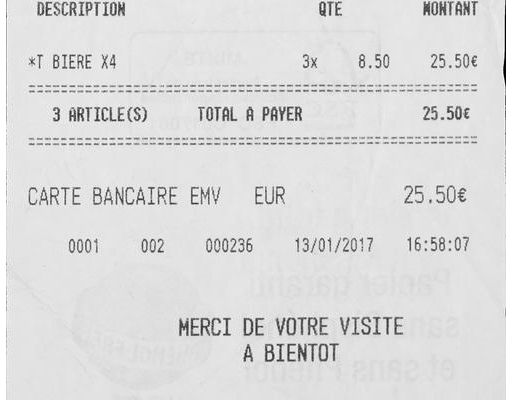 DESCRIPTION QTE MONTANT
*T BIERE X4 3x 8.50 25.50€
3 ARTICLE(S) TOTAL A PAYER 25.50€
CARTE BANCAIRE EMV EUR 25.50€
0001 002 000236 13/01/2017 16:58:07
MERCI DE VOTRE VISITE
A BIENTOT